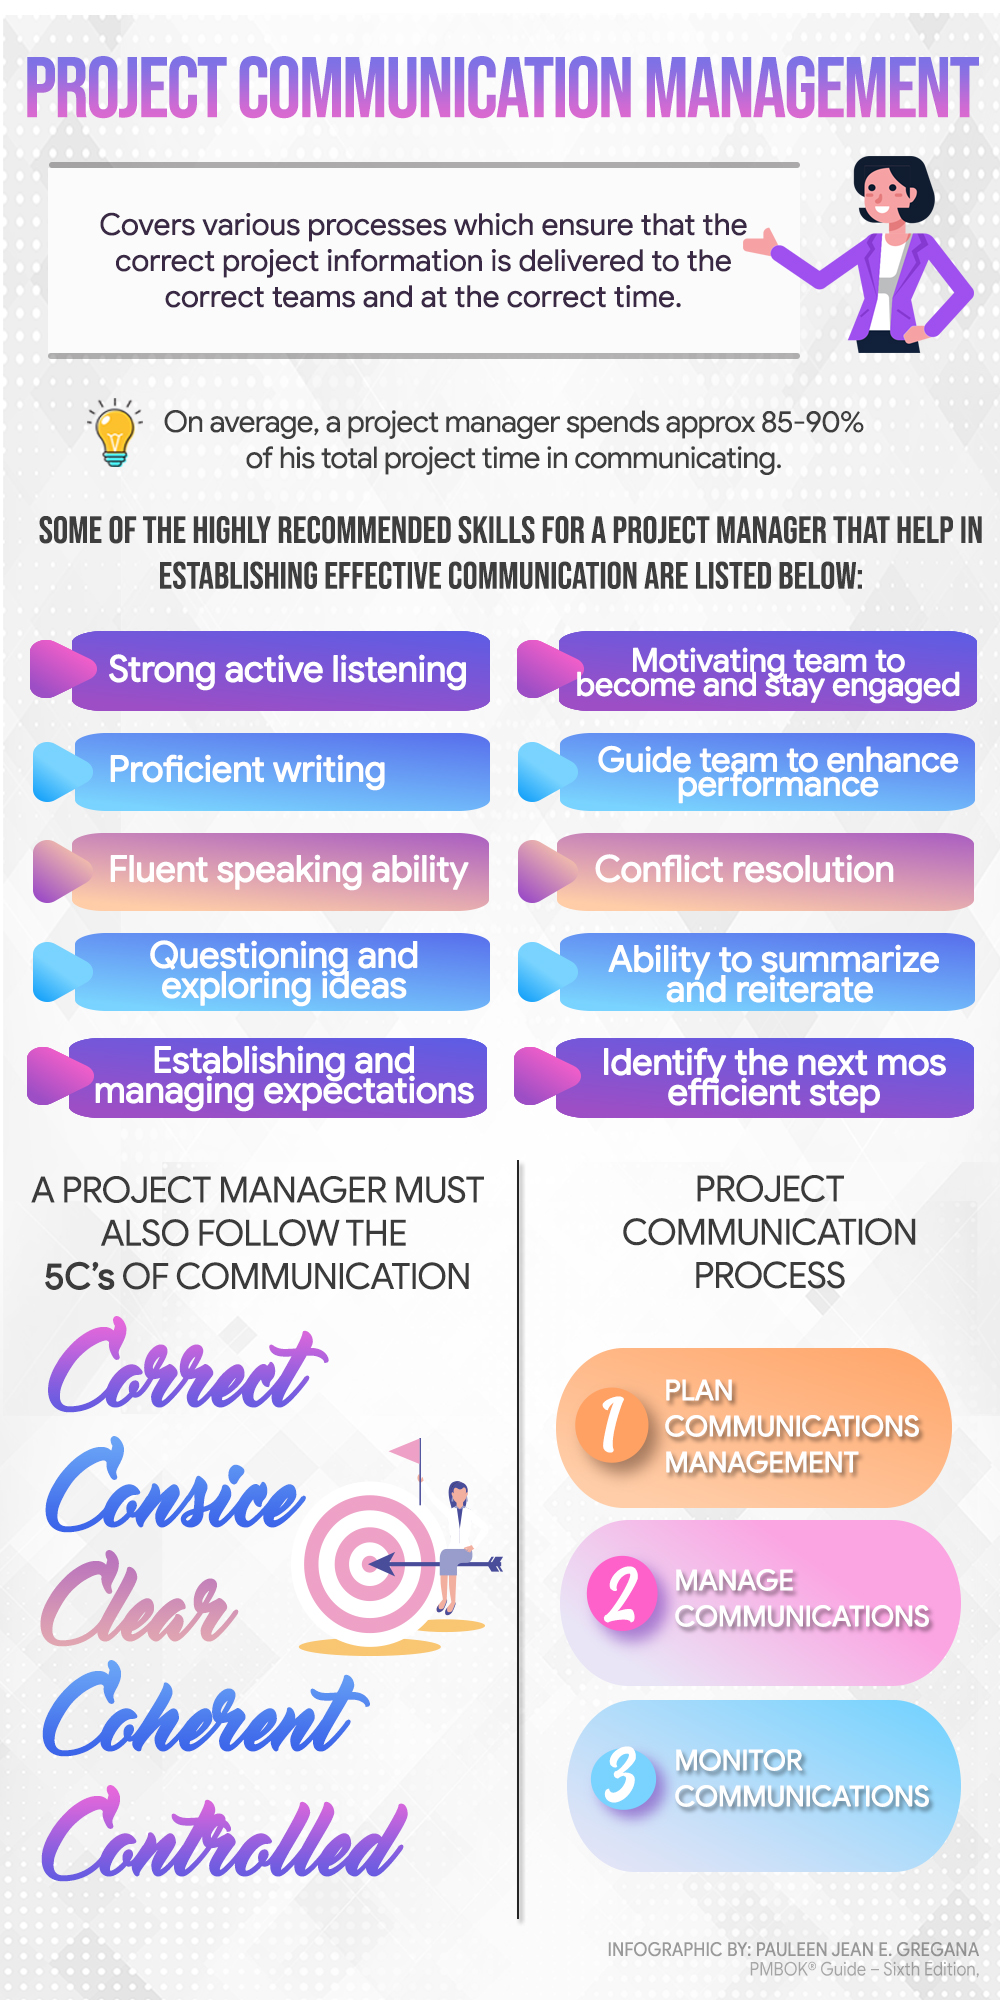 PROJECT COMMUNICATION MANAGEMENT
Covers various processes which ensure that the
correct project information is delivered to the
correct teams and at the correct time.
On average, a project manager spends approx 85-90%
of his total project time in communicating.
SOME OF THE HIGHLY RECOMMENDED SKILLS FOR A PROJECT MANAGER THAT HELP IN
ESTABLISHING EFFECTIVE COMMUNICATION ARE LISTED BELOW:
Strong active listening
Motivating team to
become and stay engaged
Proficient writing
Guide team to enhance
performance
Fluent speaking ability
Conflict resolution
Questioning and
exploring ideas
Ability to summarize
and reiterate
Establishing and
managing expectations
Identify the next mos
efficient step
A PROJECT MANAGER MUST
ALSO FOLLOW THE
5C's OF COMMUNICATION
Correct
Consice
Clear
Coherent
Controlled
PROJECT
COMMUNICATION
PROCESS
1
PLAN
COMMUNICATIONS
MANAGEMENT
2
MANAGE
COMMUNICATIONS
3
MONITOR
COMMUNICATIONS
INFOGRAPHIC BY: PAULEEN JEAN E. GREGANA
PMBOK® Guide – Sixth Edition,